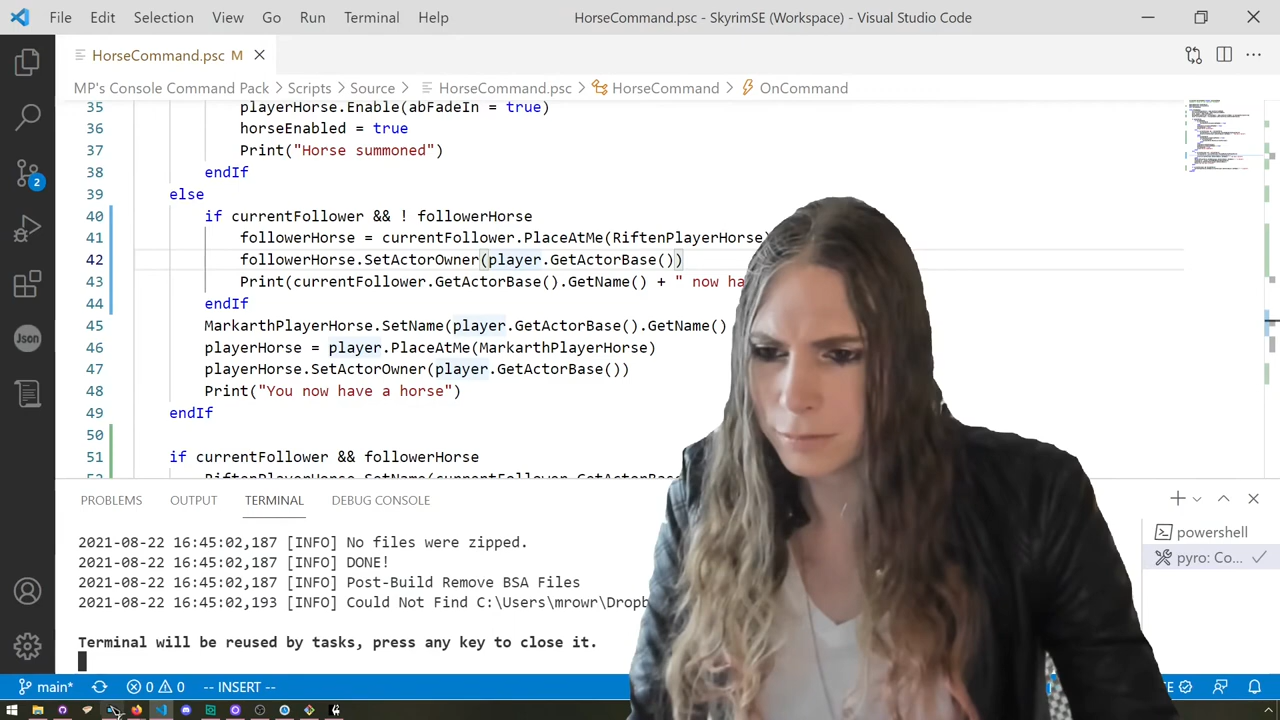 File Edit Selection View Go Run Terminal Help HorseCommand.psc - SkyrimSE (Workspace) - Visual Studio Code
HorseCommand.psc M
MP's Console Command Pack > Scripts > Source > HorseCommand.psc > HorseCommand > OnCommand
35 playerHorse.Enable(abFadeIn = true)
36 horseEnabled = true
37 Print("Horse summoned")
38 endIf
39 else
40 if currentFollower && ! followerHorse
41 followerHorse = currentFollower.PlaceAtMe(RiftenPlayerHorse)
42 followerHorse.SetActorOwner(player.GetActorBase())
43 Print(currentFollower.GetActorBase().GetName() + " now ha
44 endIf
45 MarkarthPlayerHorse.SetName(player.GetActorBase().GetName()
46 playerHorse = player.PlaceAtMe(MarkarthPlayerHorse)
47 playerHorse.SetActorOwner(player.GetActorBase())
48 Print("You now have a horse")
49 endIf
50
51 if currentFollower && followerHorse
PROBLEMS OUTPUT TERMINAL DEBUG CONSOLE
2021-08-22 16:45:02,187 [INFO] No files were zipped.
2021-08-22 16:45:02,187 [INFO] DONE!
2021-08-22 16:45:02,187 [INFO] Post-Build Remove BSA Files
2021-08-22 16:45:02,193 [INFO] Could Not Find C:\Users\mrowr\Dropb
Terminal will be reused by tasks, press any key to close it.
powershell
pyro: Co...
2
Json
main* 0 0 -- INSERT --